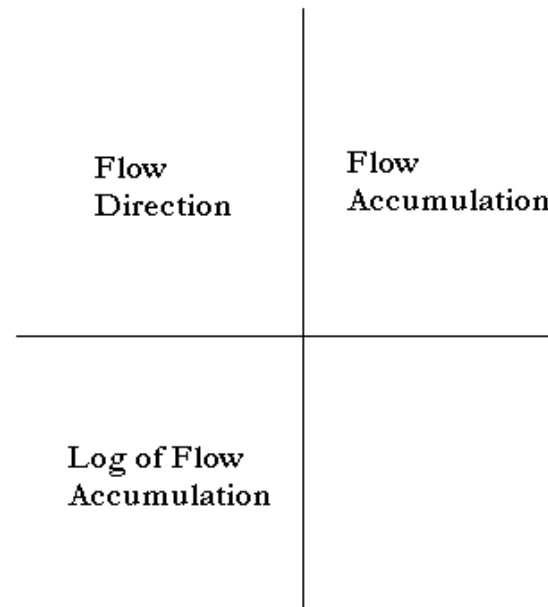 Flow
Direction
Flow
Accumulation
Log of Flow
Accumulation